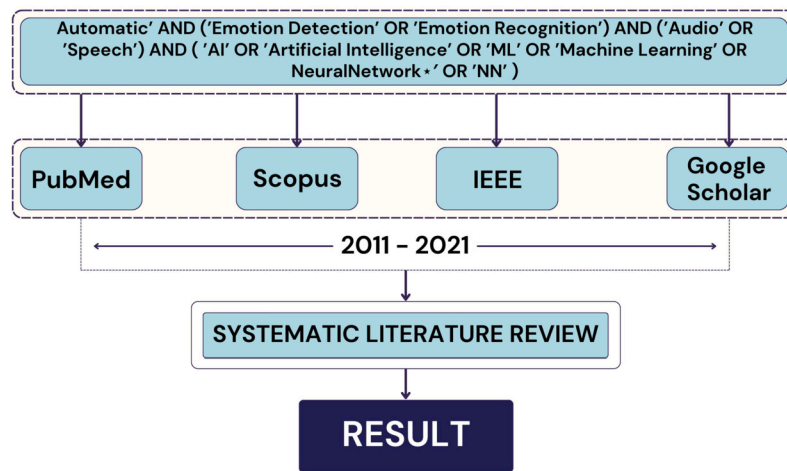 Automatic' AND ('Emotion Detection' OR 'Emotion Recognition') AND ('Audio' OR
'Speech') AND ( 'AI' OR 'Artificial Intelligence' OR 'ML' OR 'Machine Learning' OR
NeuralNetwork⋆' OR 'NN' )
PubMed
Scopus
IEEE
Google
Scholar
2011 - 2021
SYSTEMATIC LITERATURE REVIEW
RESULT